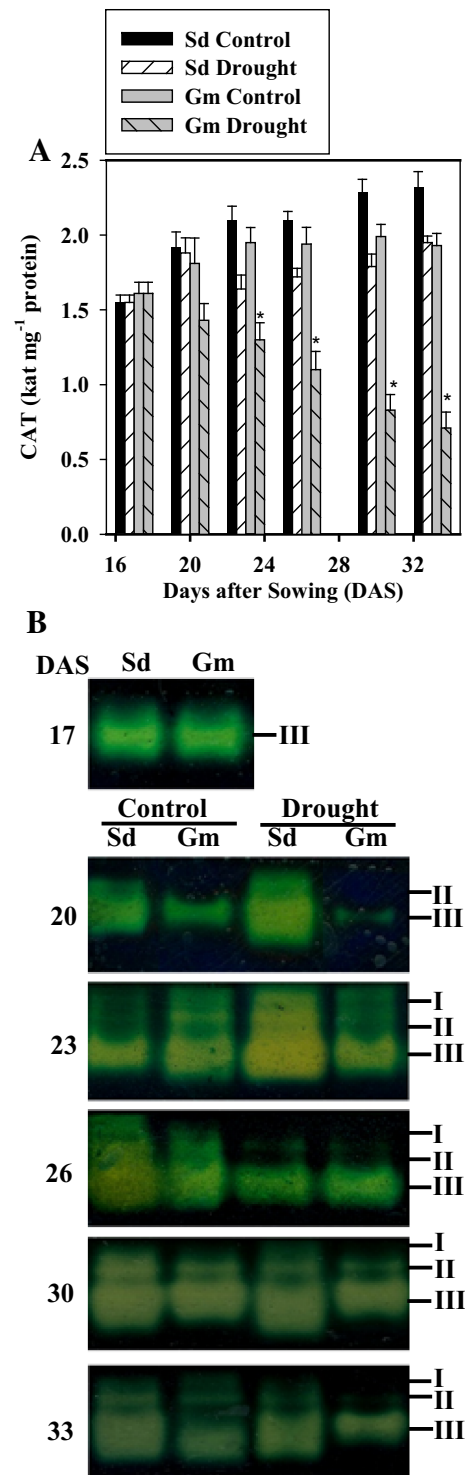 Sd Control
Sd Drought
Gm Control
Gm Drought
A
2.5
2.0
1.5
1.0
0.5
0.0
CAT (kat mg-1 protein)
* * * *
16 20 24 28 32
Days after Sowing (DAS)
B
DAS Sd Gm
17 III
Control Drought
Sd Gm Sd Gm
20 II
III
23 I
II
III
26 I
II
III
30 I
II
III
33 I
II
III